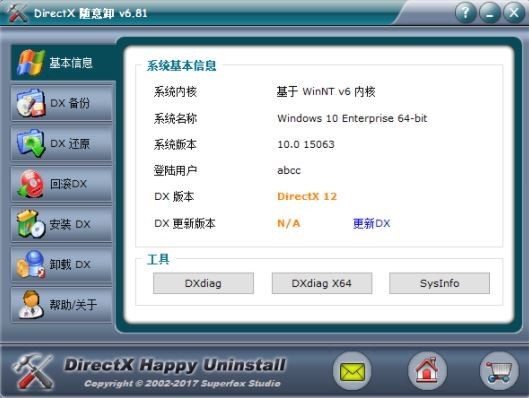 DirectX 随意卸 v6.81
基本信息
DX 备份
DX 还原
回滚DX
安装 DX
卸载 DX
帮助/关于
系统基本信息
系统内核 基于 WinNT v6 内核
系统名称 Windows 10 Enterprise 64-bit
系统版本 10.0 15063
登陆用户 abcc
DX 版本 DirectX 12
DX 更新版本 N/A 更新DX
工具
DXdiag DXdiag X64 SysInfo
DirectX Happy Uninstall
Copyright © 2002-2017 Superfox Studio